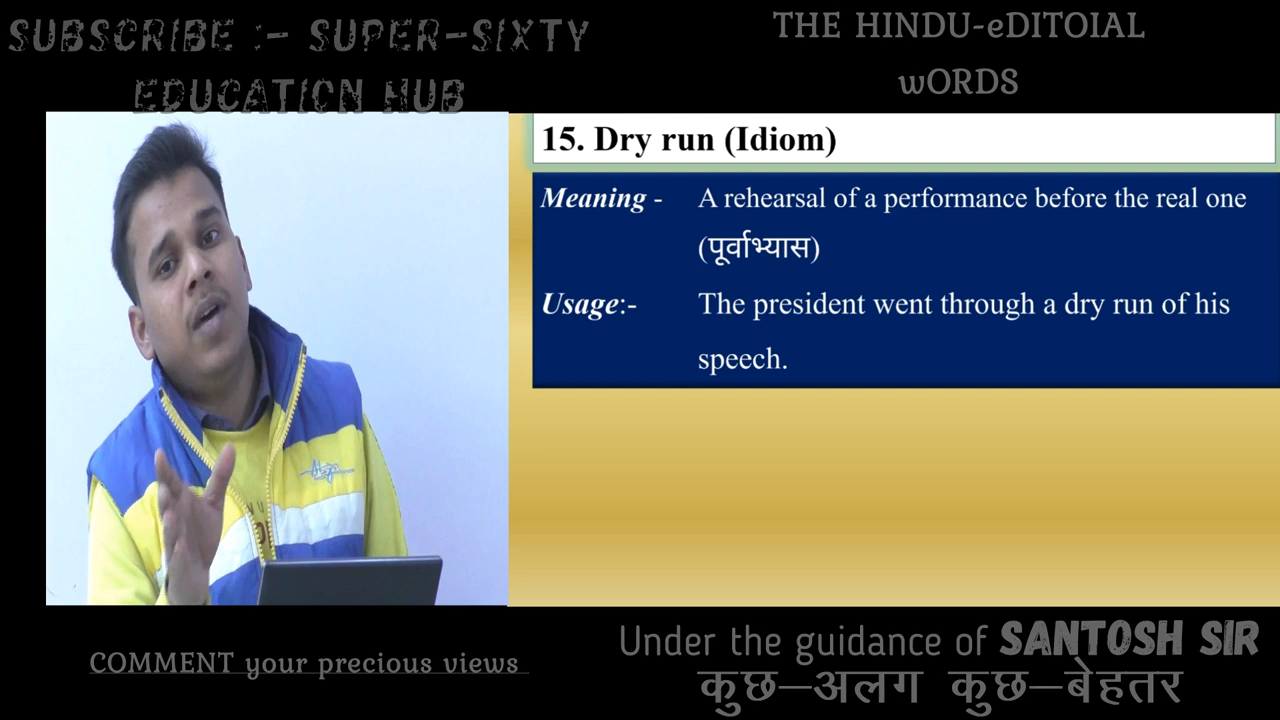 SUBSCRIBE :- SUPER-SIXTY
EDUCATION HUB
THE HINDU-eDITOIAL
wORDS
15. Dry run (Idiom)
Meaning - A rehearsal of a performance before the real one
(पूर्वाभ्यास)
Usage:- The president went through a dry run of his
speech.
COMMENT your precious views
Under the guidance of SANTOSH SIR
कुछ–अलग कुछ–बेहतर